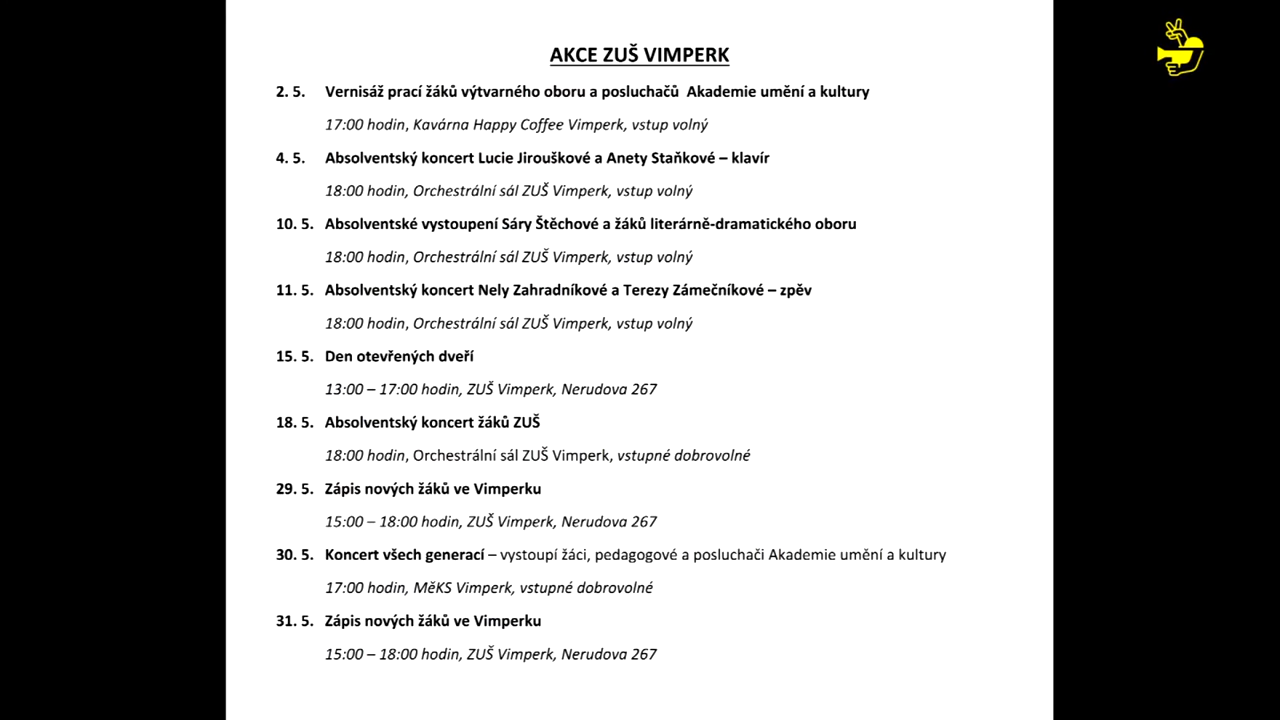 AKCE ZUŠ VIMPERK
2. 5. Vernisáž prací žáků výtvarného oboru a posluchačů Akademie umění a kultury
17:00 hodin, Kavárna Happy Coffee Vimperk, vstup volný
4. 5. Absolventský koncert Lucie Jirouškové a Anety Staňkové – klavír
18:00 hodin, Orchestrální sál ZUŠ Vimperk, vstup volný
10. 5. Absolventské vystoupení Sáry Štěchové a žáků literárně-dramatického oboru
18:00 hodin, Orchestrální sál ZUŠ Vimperk, vstup volný
11. 5. Absolventský koncert Nely Zahradníkové a Terezy Zámečníkové – zpěv
18:00 hodin, Orchestrální sál ZUŠ Vimperk, vstup volný
15. 5. Den otevřených dveří
13:00 – 17:00 hodin, ZUŠ Vimperk, Nerudova 267
18. 5. Absolventský koncert žáků ZUŠ
18:00 hodin, Orchestrální sál ZUŠ Vimperk, vstupné dobrovolné
29. 5. Zápis nových žáků ve Vimperku
15:00 – 18:00 hodin, ZUŠ Vimperk, Nerudova 267
30. 5. Koncert všech generací – vystoupí žáci, pedagogové a posluchači Akademie umění a kultury
17:00 hodin, MěKS Vimperk, vstupné dobrovolné
31. 5. Zápis nových žáků ve Vimperku
15:00 – 18:00 hodin, ZUŠ Vimperk, Nerudova 267